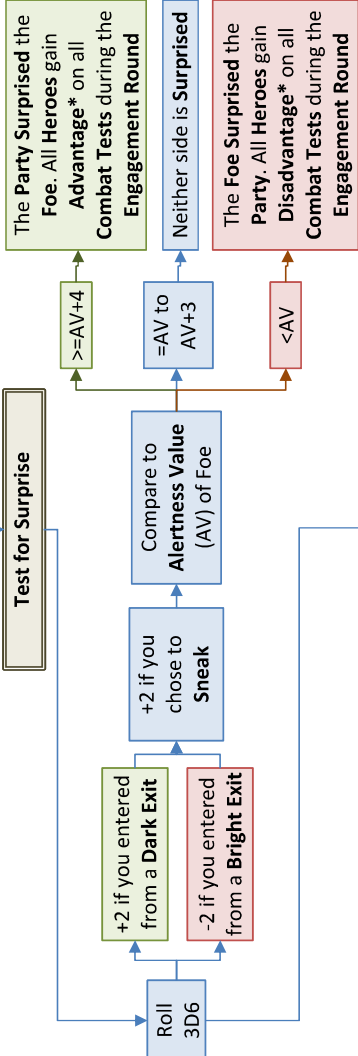 Test for Surprise
Roll
3D6
+2 if you entered
from a Dark Exit
-2 if you entered
from a Bright Exit
+2 if you
chose to
Sneak
Compare to
Alertness Value
(AV) of Foe
>=AV+4
=AV to
AV+3
<AV
The Party Surprised the
Foe. All Heroes gain
Advantage* on all
Combat Tests during the
Engagement Round
Neither side is Surprised
The Foe Surprised the
Party. All Heroes gain
Disadvantage* on all
Combat Tests during the
Engagement Round